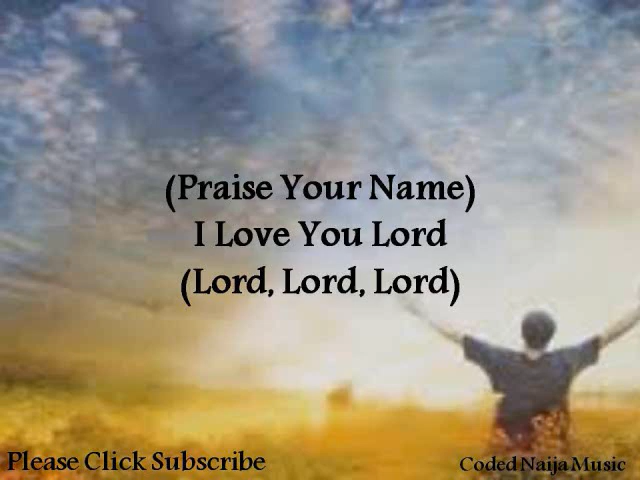 (Praise Your Name)
I Love You Lord
(Lord, Lord, Lord)
Please Click Subscribe
Coded Naija Music